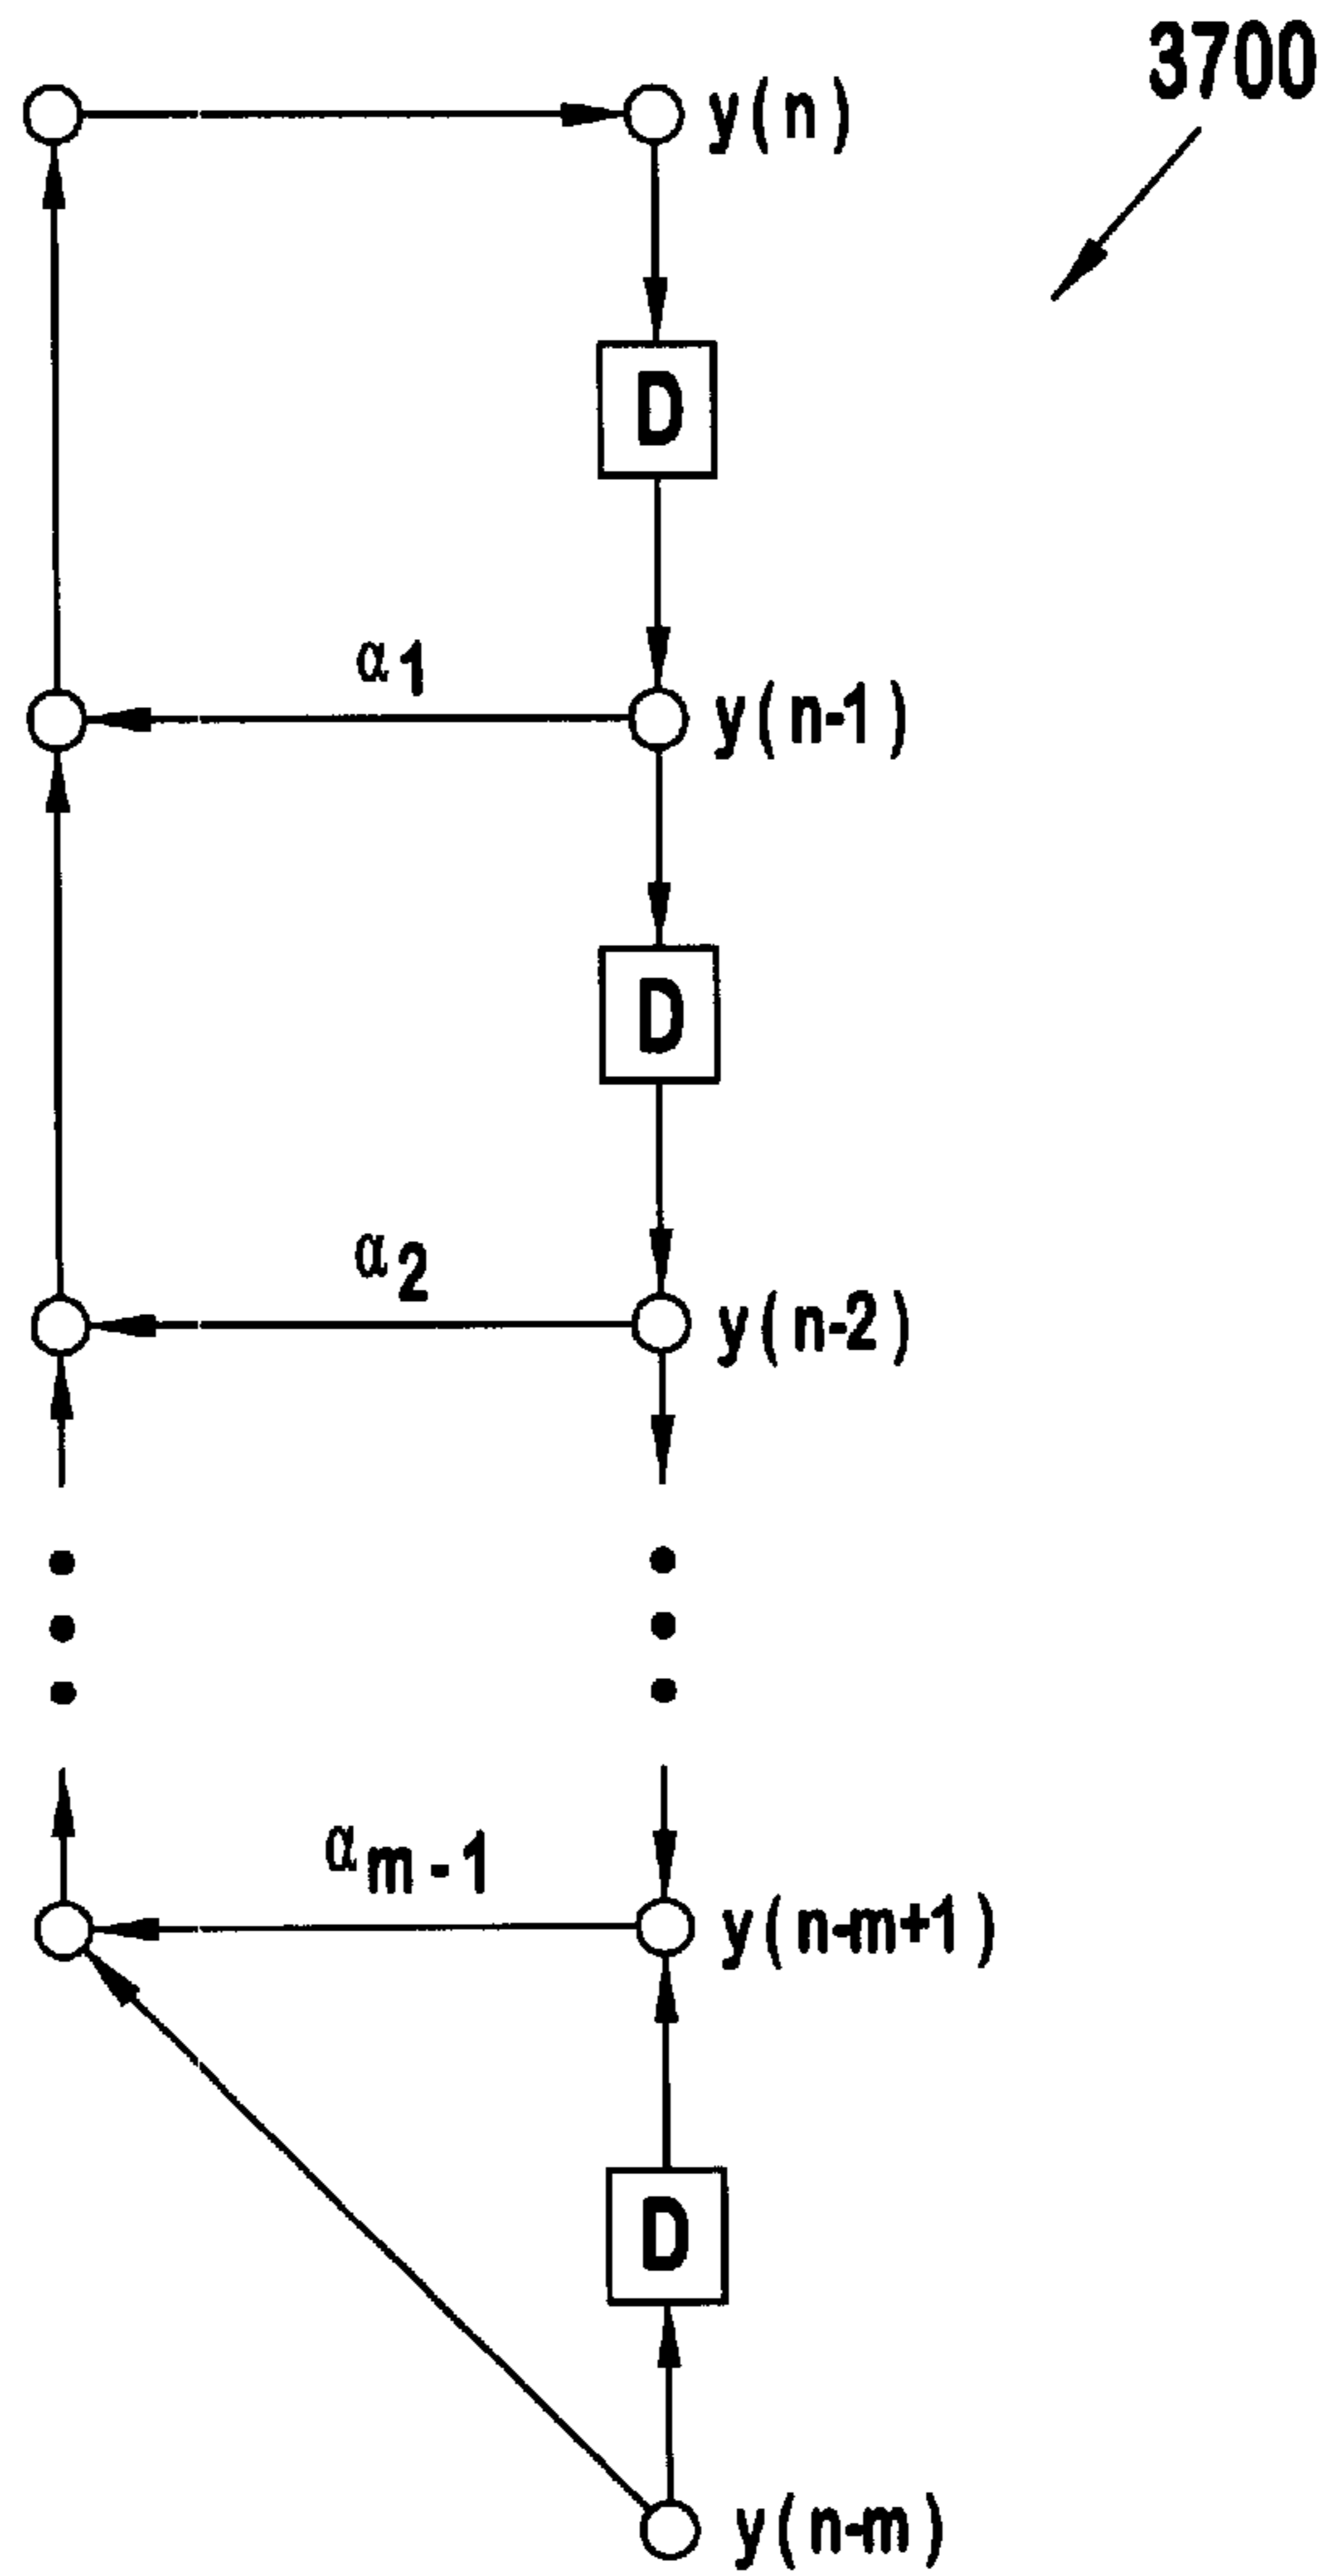 3700
y(n)
D
α1
y(n-1)
D
α2
y(n-2)
αm-1
y(n-m+1)
D
y(n-m)